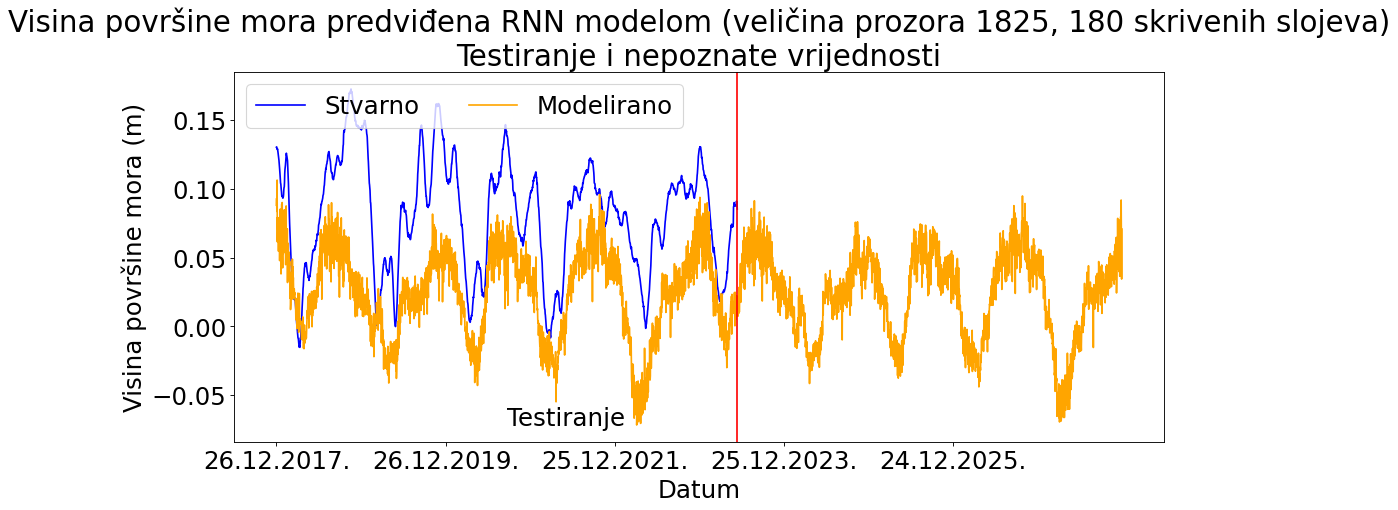 Visina površine mora predviđena RNN modelom (veličina prozora 1825, 180 skrivenih slojeva)
Testiranje i nepoznate vrijednosti
Stvarno Modelirano
Visina površine mora (m)
0.15
0.10
0.05
0.00
−0.05
Testiranje
26.12.2017. 26.12.2019. 25.12.2021. 25.12.2023. 24.12.2025.
Datum